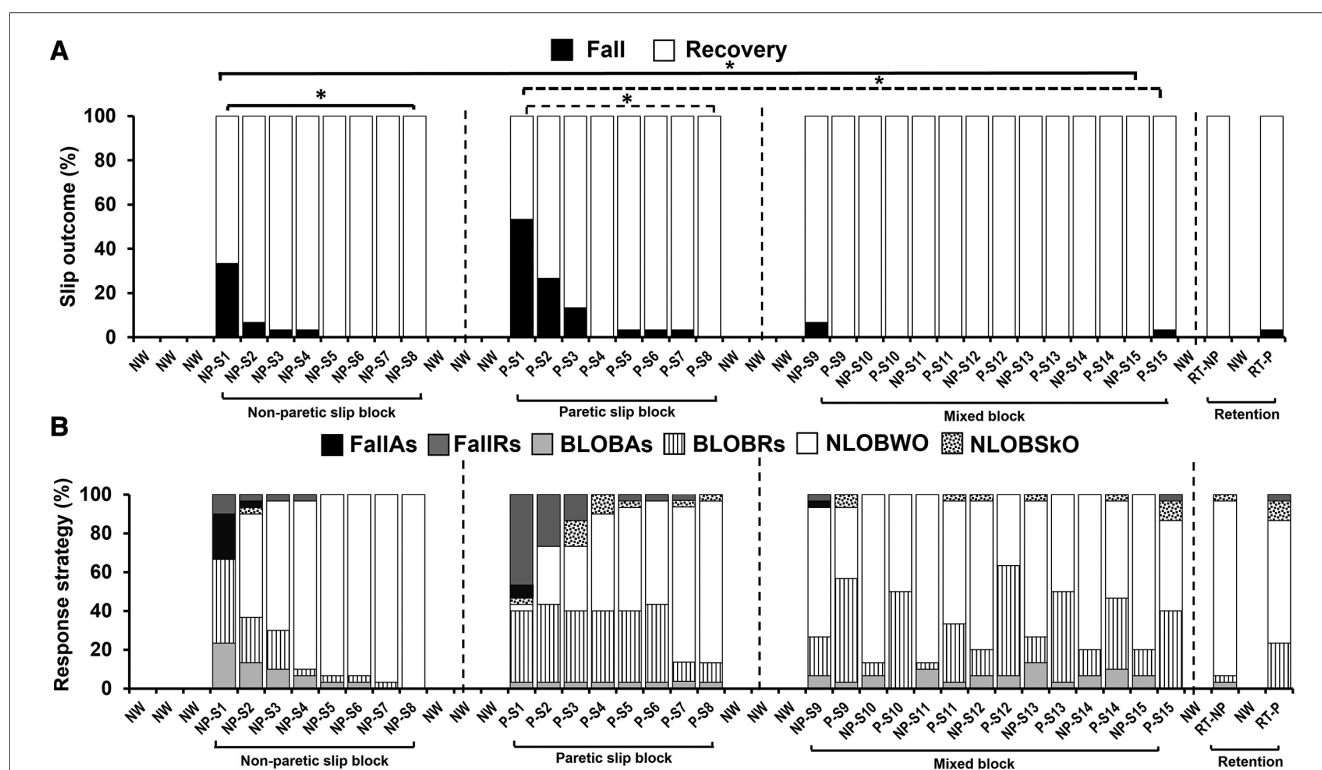 A
Fall Recovery
*
*
*
*
Slip outcome (%)
100
80
60
40
20
0
NW NW NW NP-S1 NP-S2 NP-S3 NP-S4 NP-S5 NP-S6 NP-S7 NP-S8 NW NW NW P-S1 P-S2 P-S3 P-S4 P-S5 P-S6 P-S7 P-S8 NW NW NW NP-S9 P-S9 NP-S10 P-S10 NP-S11 P-S11 NP-S12 P-S12 NP-S13 P-S13 NP-S14 P-S14 NP-S15 P-S15 NW RT-NP NW RT-P
Non-paretic slip block Paretic slip block Mixed block Retention
B
FallAs FallRs BLOBAs BLOBRs NLOBWO NLOBSkO
Response strategy (%)
100
80
60
40
20
0
NW NW NW NP-S1 NP-S2 NP-S3 NP-S4 NP-S5 NP-S6 NP-S7 NP-S8 NW NW NW P-S1 P-S2 P-S3 P-S4 P-S5 P-S6 P-S7 P-S8 NW NW NW NP-S9 P-S9 NP-S10 P-S10 NP-S11 P-S11 NP-S12 P-S12 NP-S13 P-S13 NP-S14 P-S14 NP-S15 P-S15 NW RT-NP NW RT-P
Non-paretic slip block Paretic slip block Mixed block Retention